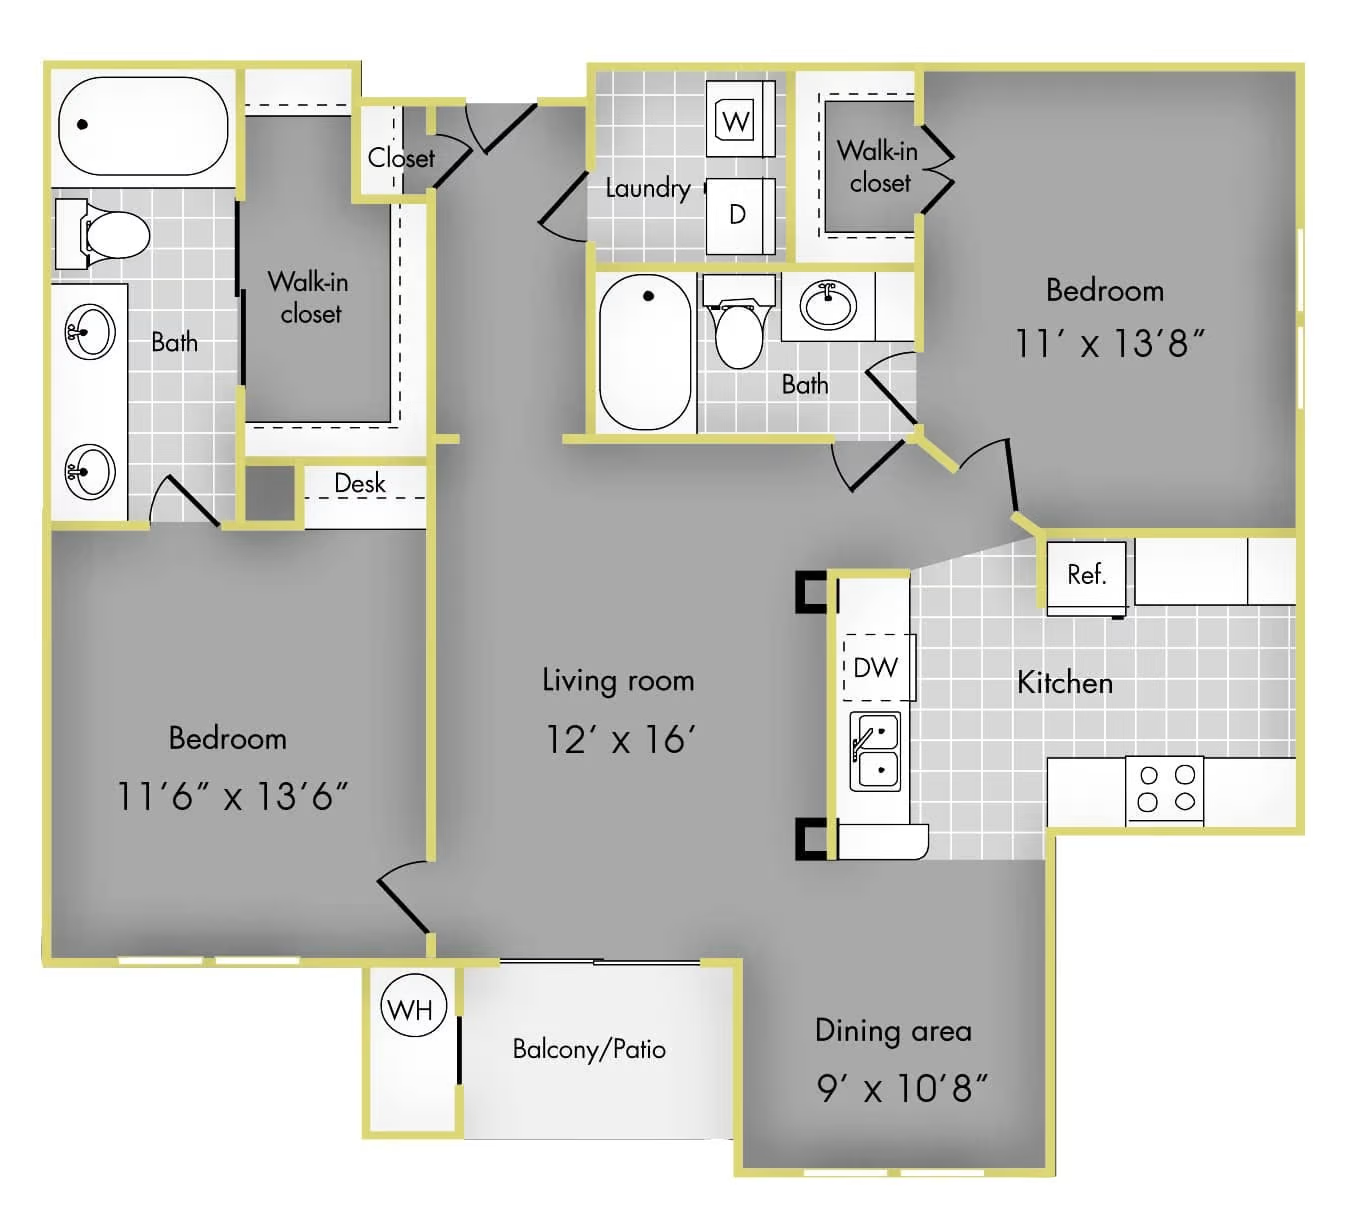 W
Closet
Walk-in
closet
Laundry
D
Walk-in
closet
Bedroom
11’ x 13’8”
Bath
Bath
Desk
Ref.
DW
Kitchen
Living room
12’ x 16’
Bedroom
11’6” x 13’6”
WH
Balcony/Patio
Dining area
9’ x 10’8”